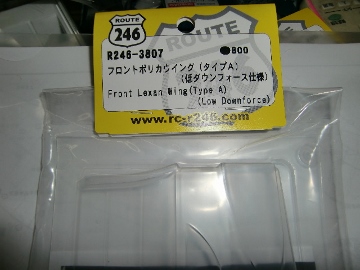 ROUTE
246
R246-3807 ●800
フロントポリカウイング (タイプA)
(低ダウンフォース仕様)
Front Lexan Wing(Type A)
(Low Downforce)
www.rc-r246.com